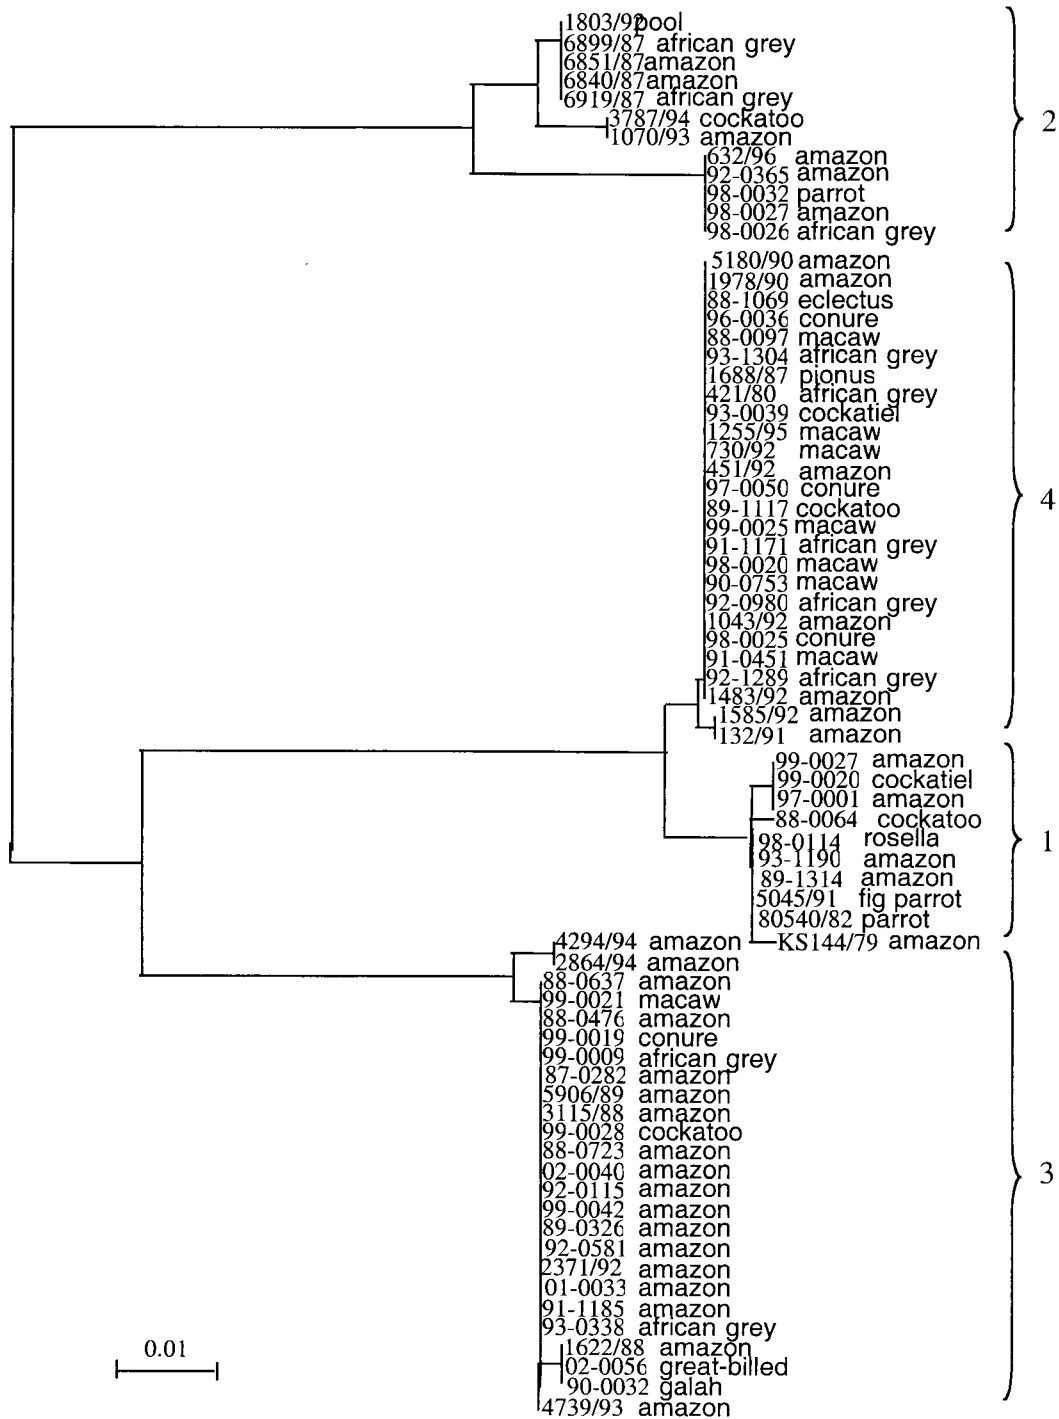 1803/92pool
6899/87 african grey
6851/87amazon
6840/87amazon
6919/87 african grey
3787/94 cockatoo
1070/93 amazon
2
632/96 amazon
92-0365 amazon
98-0032 parrot
98-0027 amazon
98-0026 african grey
5180/90 amazon
1978/90 amazon
88-1069 eclectus
96-0036 conure
88-0097 macaw
93-1304 african grey
1688/87 pionus
421/80 african grey
93-0039 cockatiel
1255/95 macaw
730/92 macaw
451/92 amazon
97-0050 conure
4
89-1117 cockatoo
99-0025 macaw
91-1171 african grey
98-0020 macaw
90-0753 macaw
92-0980 african grey
1043/92 amazon
98-0025 conure
91-0451 macaw
92-1289 african grey
1483/92 amazon
1585/92 amazon
132/91 amazon
99-0027 amazon
99-0020 cockatiel
97-0001 amazon
88-0064 cockatoo
98-0114 rosella
1
93-1190 amazon
89-1314 amazon
5045/91 fig parrot
80540/82 parrot
KS144/79 amazon
4294/94 amazon
2864/94 amazon
88-0637 amazon
99-0021 macaw
88-0476 amazon
99-0019 conure
99-0009 african grey
87-0282 amazon
5906/89 amazon
3115/88 amazon
99-0028 cockatoo
88-0723 amazon
02-0040 amazon
3
92-0115 amazon
99-0042 amazon
89-0326 amazon
92-0581 amazon
2371/92 amazon
01-0033 amazon
91-1185 amazon
93-0338 african grey
1622/88 amazon
0.01
02-0056 great-billed
90-0032 galah
4739/93 amazon